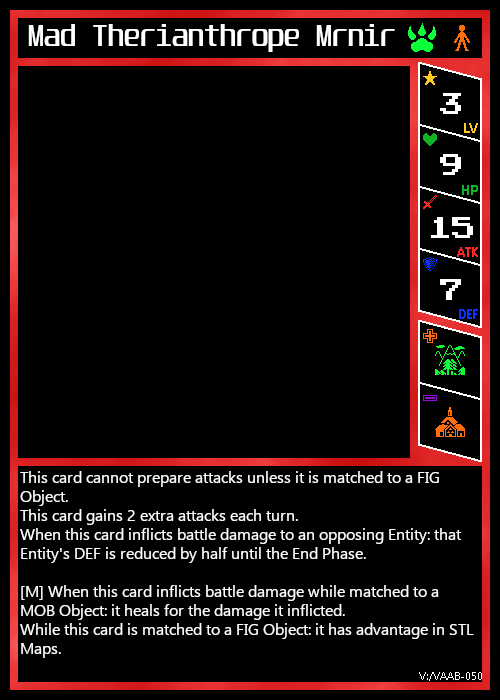 Mad Therianthrope Mrnir
3
LV
9
HP
15
ATK
7
DEF
This card cannot prepare attacks unless it is matched to a FIG
Object.
This card gains 2 extra attacks each turn.
When this card inflicts battle damage to an opposing Entity: that
Entity's DEF is reduced by half until the End Phase.
[M] When this card inflicts battle damage while matched to a
MOB Object: it heals for the damage it inflicted.
While this card is matched to a FIG Object: it has advantage in STL
Maps.
V:/VAAB-050